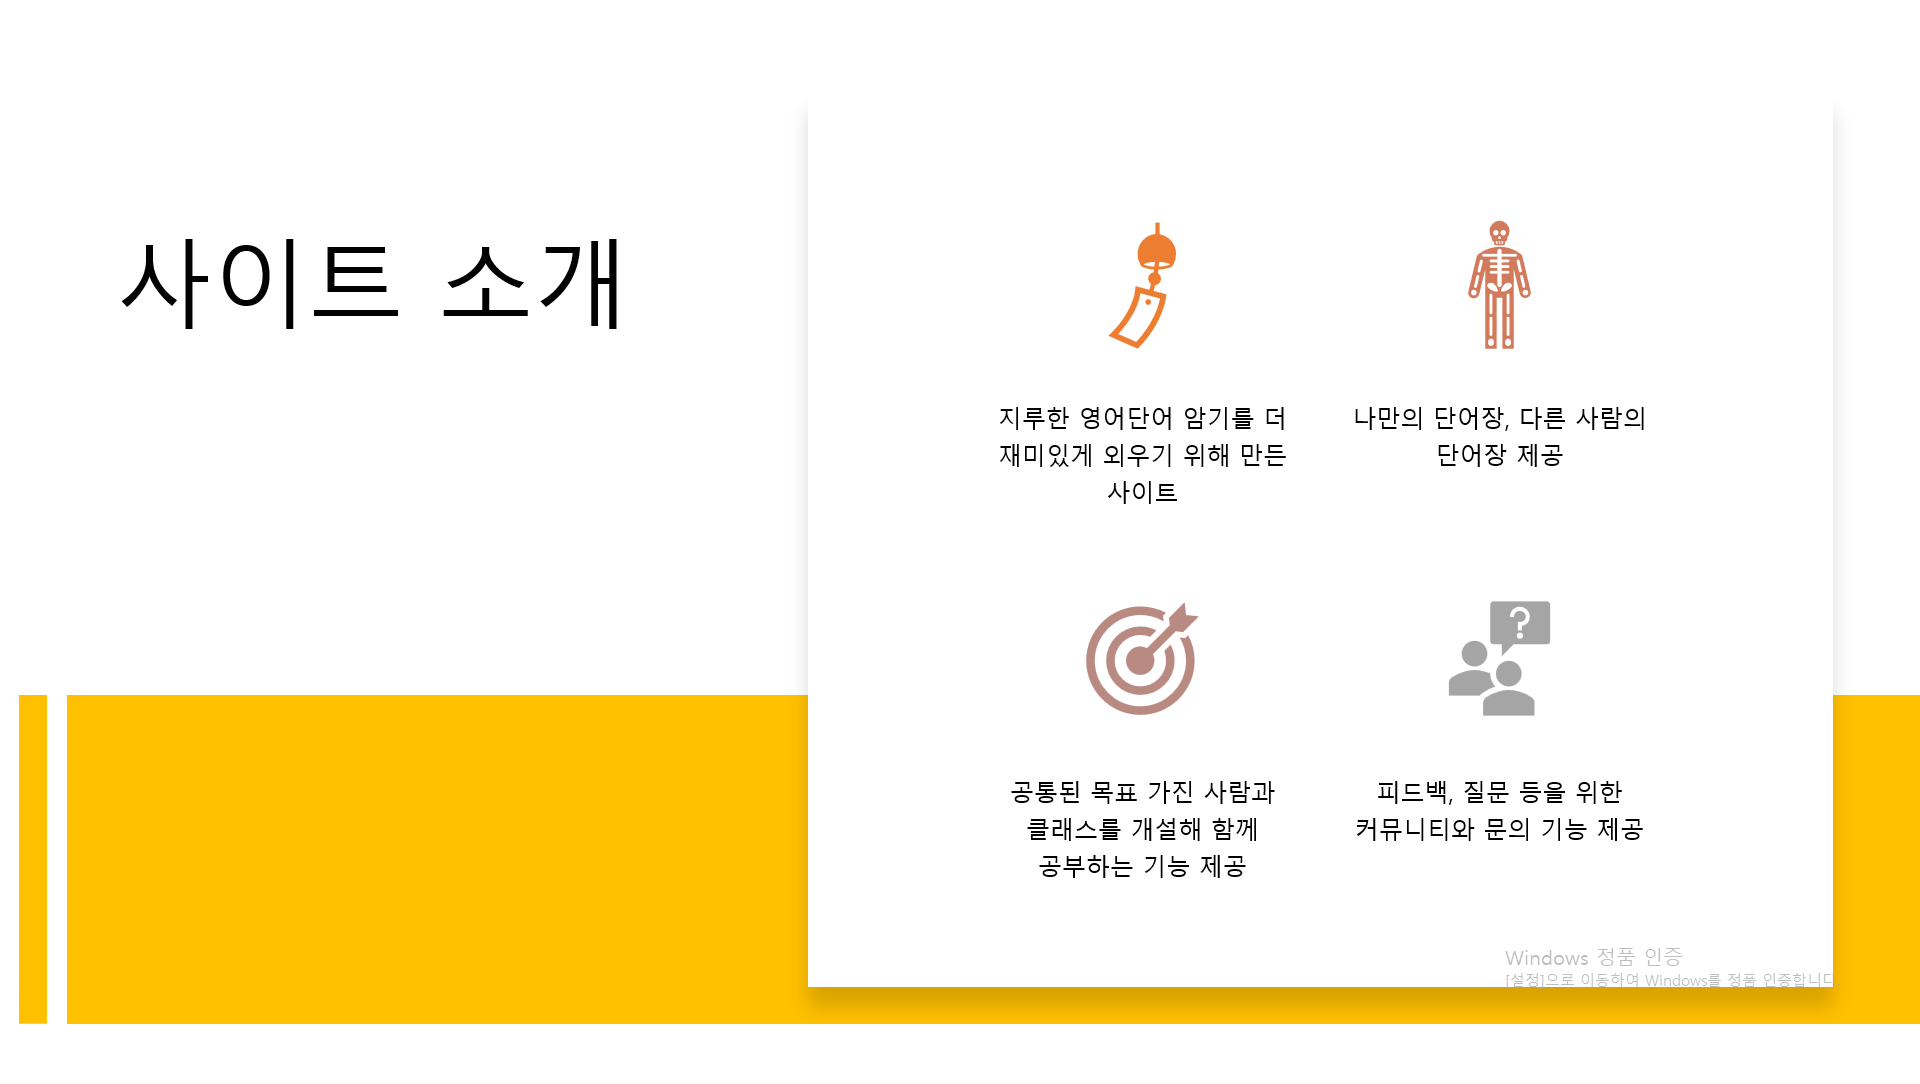 사이트 소개
지루한 영어단어 암기를 더
재미있게 외우기 위해 만든
사이트
나만의 단어장, 다른 사람의
단어장 제공
?
공통된 목표 가진 사람과
클래스를 개설해 함께
공부하는 기능 제공
피드백, 질문 등을 위한
커뮤니티와 문의 기능 제공
Windows 정품 인증
[설정]으로 이동하여 Windows를 정품 인증합니다.